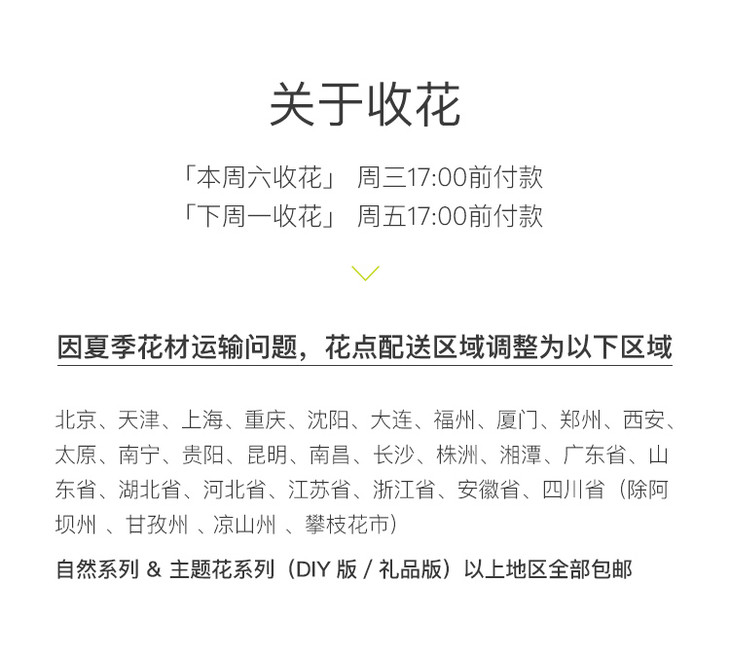 关于收花
「本周六收花」 周三17:00前付款
「下周一收花」 周五17:00前付款
因夏季花材运输问题，花点配送区域调整为以下区域
北京、天津、上海、重庆、沈阳、大连、福州、厦门、郑州、西安、
太原、南宁、贵阳、昆明、南昌、长沙、株洲、湘潭、广东省、山
东省、湖北省、河北省、江苏省、浙江省、安徽省、四川省（除阿
坝州 、甘孜州 、凉山州 、攀枝花市）
自然系列 & 主题花系列（DIY 版 / 礼品版）以上地区全部包邮